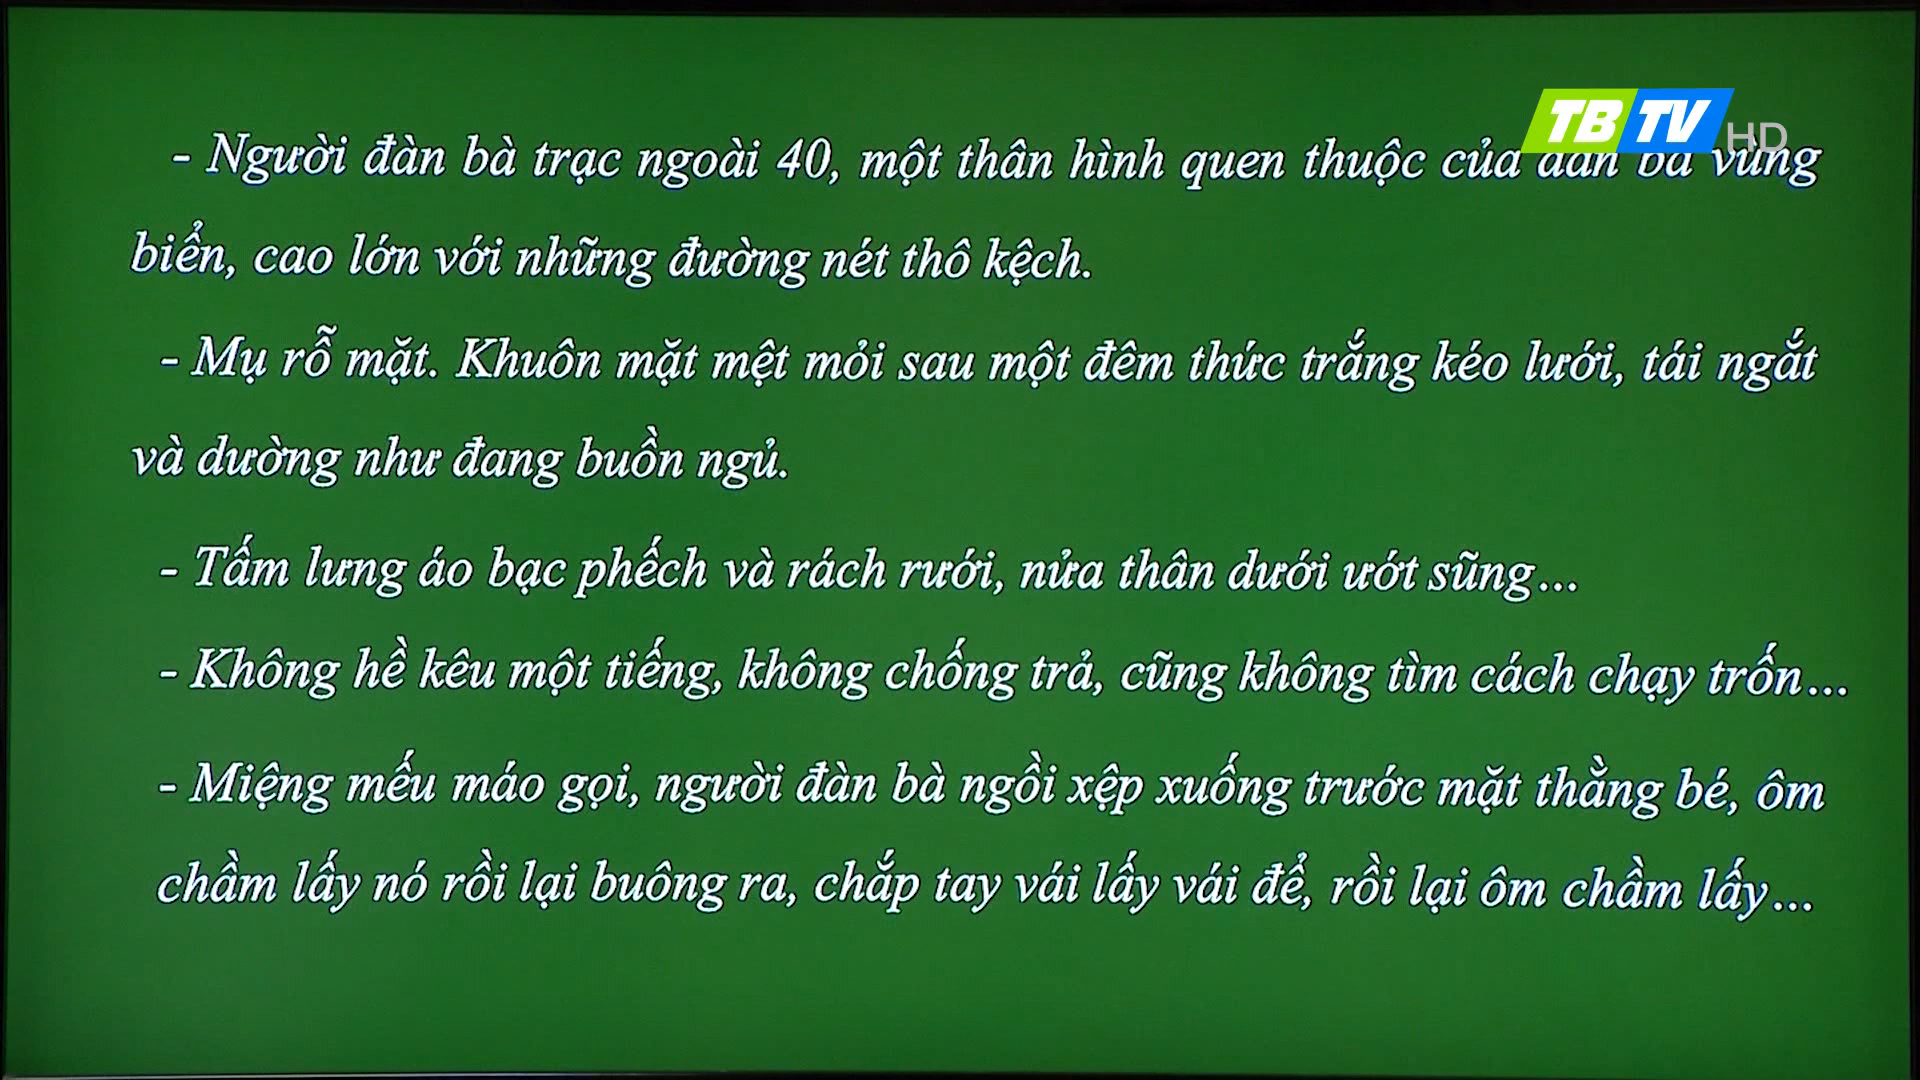 TBTV HD
- Người đàn bà trạc ngoài 40, một thân hình quen thuộc của đàn bà vùng
biển, cao lớn với những đường nét thô kệch.
- Mụ rỗ mặt. Khuôn mặt mệt mỏi sau một đêm thức trắng kéo lưới, tái ngắt
và dường như đang buồn ngủ.
- Tấm lưng áo bạc phếch và rách rưới, nửa thân dưới ướt sũng...
- Không hề kêu một tiếng, không chống trả, cũng không tìm cách chạy trốn...
- Miệng mếu máo gọi, người đàn bà ngồi xệp xuống trước mặt thằng bé, ôm
chầm lấy nó rồi lại buông ra, chắp tay vái lấy vái để, rồi lại ôm chầm lấy...